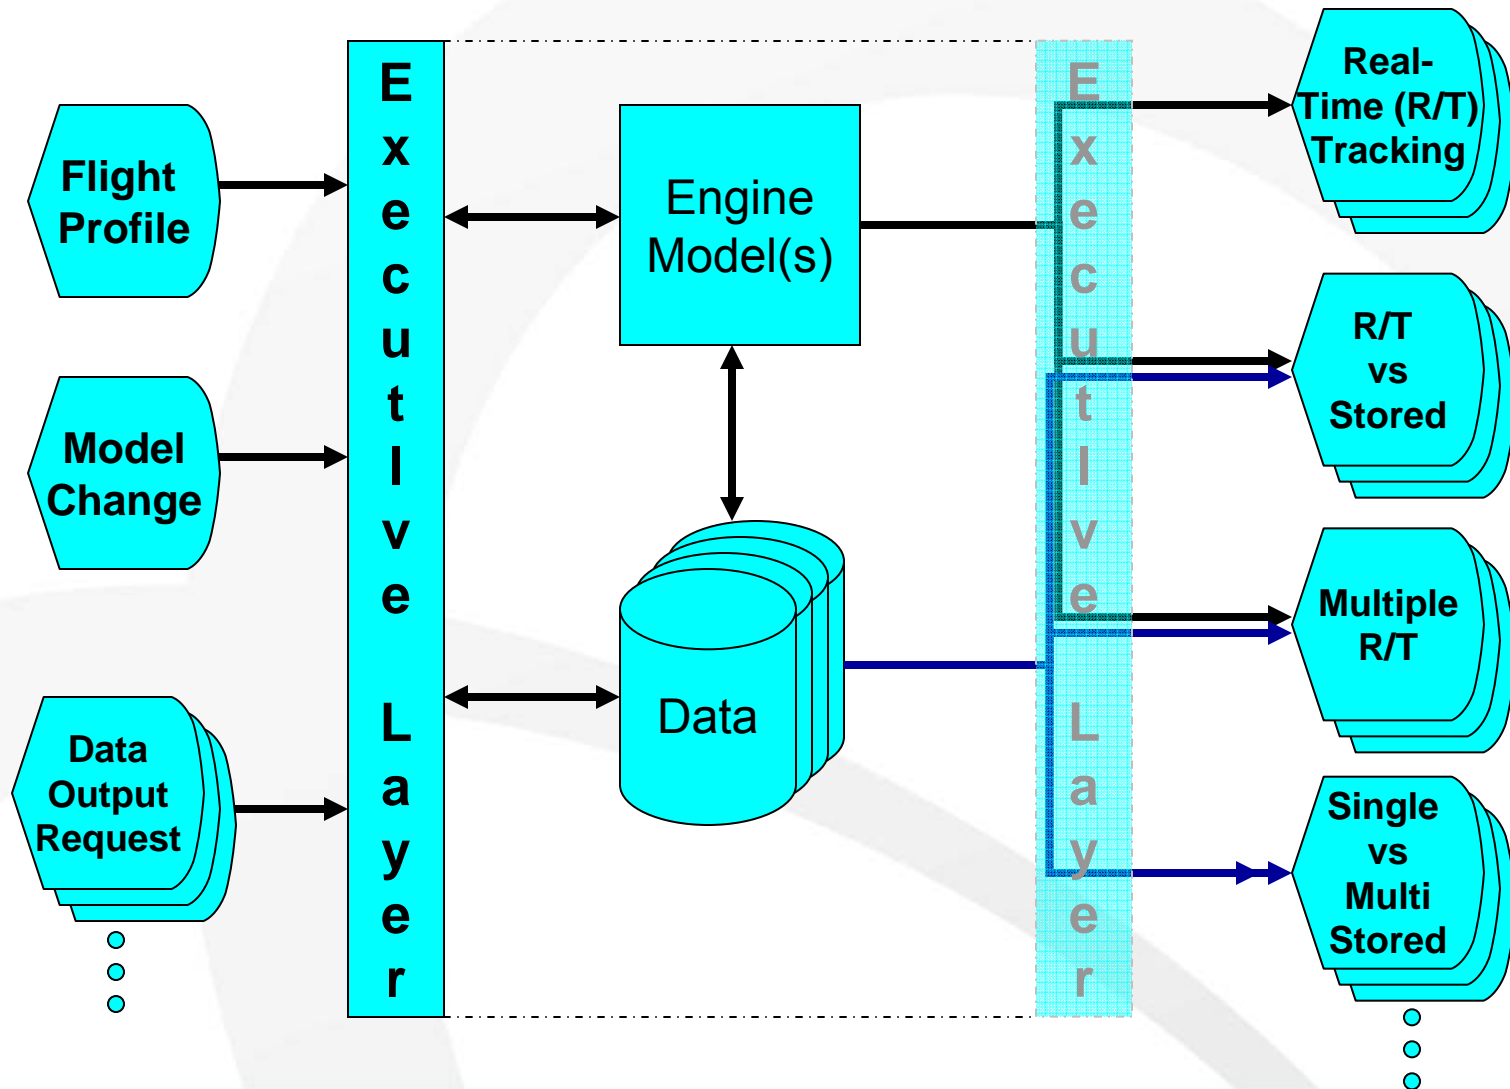 Flight
Profile
Model
Change
Data
Output
Request
E
x
e
c
u
t
I
v
e
L
a
y
e
r
Engine
Model(s)
Data
E
x
e
c
u
t
I
v
e
L
a
y
e
r
Real-
Time (R/T)
Tracking
R/T
vs
Stored
Multiple
R/T
Single
vs
Multi
Stored